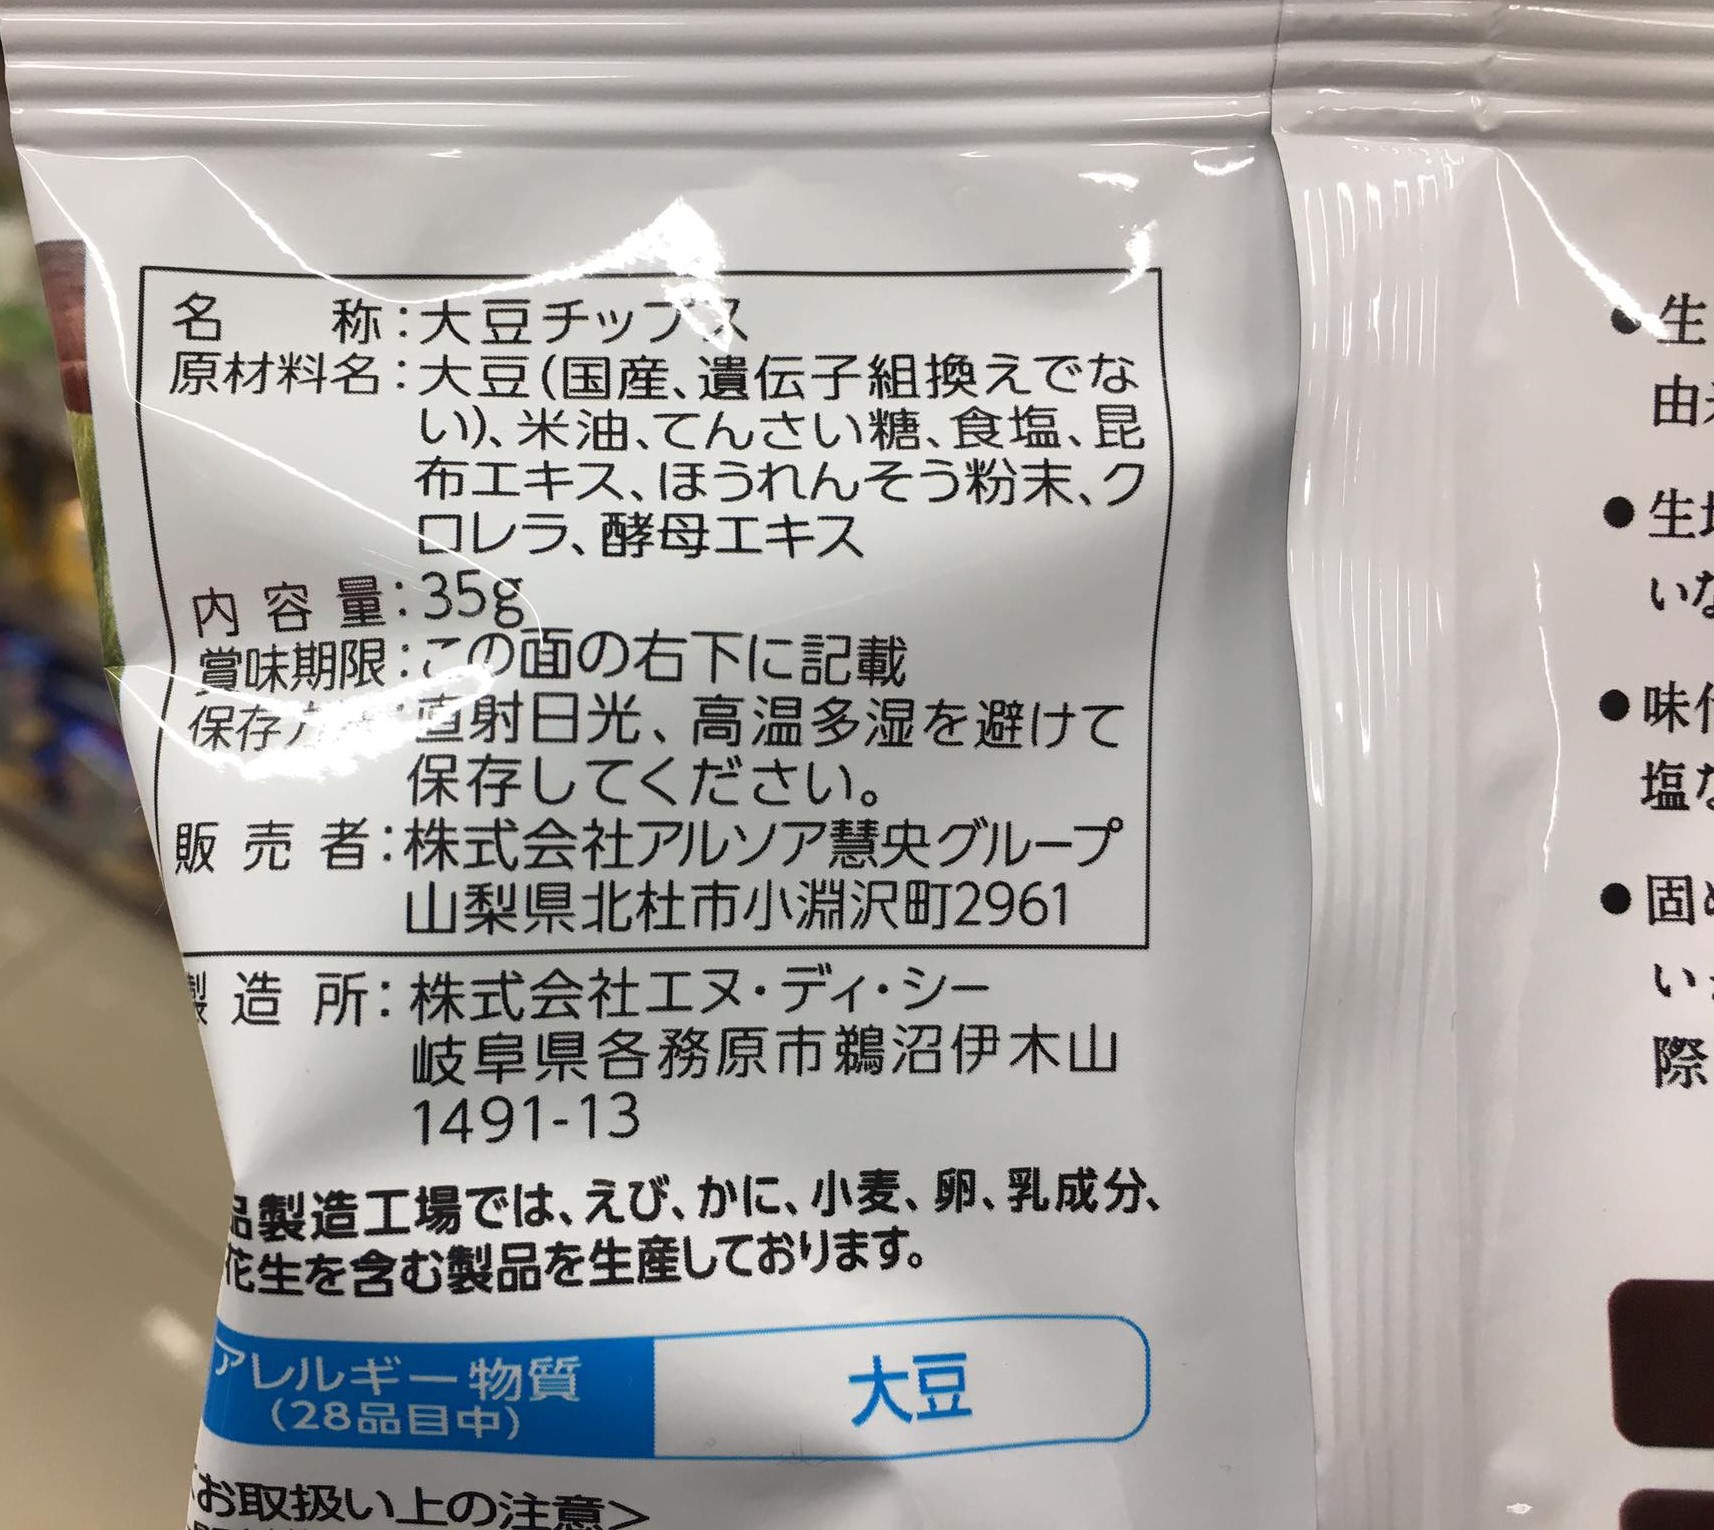 名 称:大豆チップス
原材料名:大豆(国産、遺伝子組換えでな
い)、米油、てんさい糖、食塩、昆
布エキス、ほうれんそう粉末、ク
ロレラ、酵母エキス
内容量:35g
賞味期限:この面の右下に記載
保存方法:直射日光、高温多湿を避けて
保存してください。
販売者:株式会社アルソア慧央グループ
山梨県北杜市小淵沢町2961
製造所:株式会社エヌ・ディ・シー
岐阜県各務原市鵜沼伊木山
1491-13
品製造工場では、えび、かに、小麦、卵、乳成分、
花生を含む製品を生産しております。
アレルギー物質
(28品目中)
大豆
お取扱い上の注意>
●生
由
●生
いな
●味付
塩な
●固め
い
際